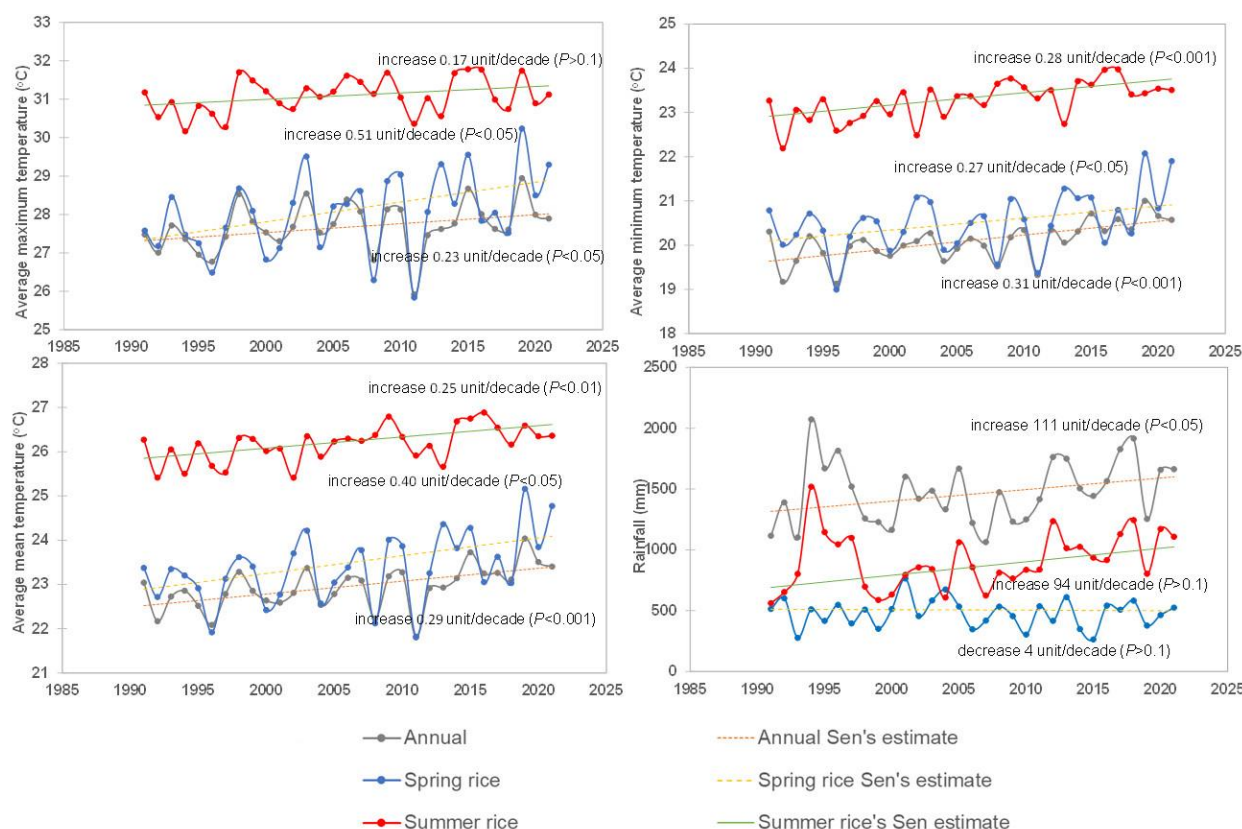 33
32
31
30
29
28
27
26
25
Average maximum temperature (°C)
increase 0.17 unit/decade (P>0.1)
increase 0.51 unit/decade (P<0.05)
increase 0.23 unit/decade (P<0.05)
1985 1990 1995 2000 2005 2010 2015 2020 2025
25
24
23
22
21
20
19
18
Average minimum temperature (°C)
increase 0.28 unit/decade (P<0.001)
increase 0.27 unit/decade (P<0.05)
increase 0.31 unit/decade (P<0.001)
1985 1990 1995 2000 2005 2010 2015 2020 2025
28
27
26
25
24
23
22
21
Average mean temperature (°C)
increase 0.25 unit/decade (P<0.01)
increase 0.40 unit/decade (P<0.05)
increase 0.29 unit/decade (P<0.001)
1985 1990 1995 2000 2005 2010 2015 2020 2025
2500
2000
1500
1000
500
0
Rainfall (mm)
increase 111 unit/decade (P<0.05)
increase 94 unit/decade (P>0.1)
decrease 4 unit/decade (P>0.1)
1985 1990 1995 2000 2005 2010 2015 2020 2025
Annual
Annual Sen's estimate
Spring rice
Spring rice Sen's estimate
Summer rice
Summer rice's Sen estimate